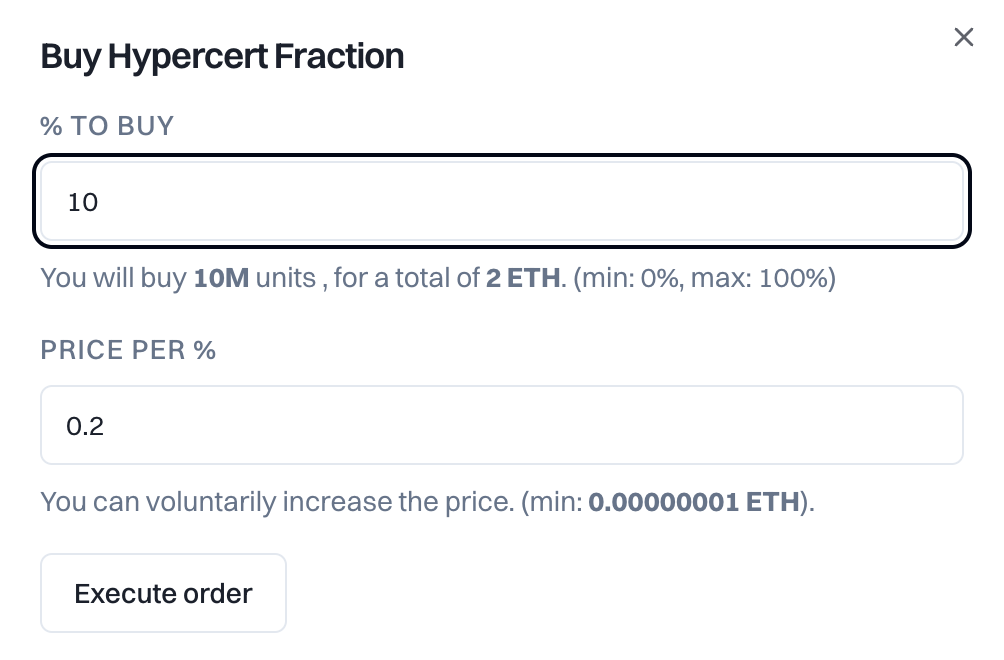 Buy Hypercert Fraction
% TO BUY
10
You will buy 10M units , for a total of 2 ETH. (min: 0%, max: 100%)
PRICE PER %
0.2
You can voluntarily increase the price. (min: 0.00000001 ETH).
Execute order